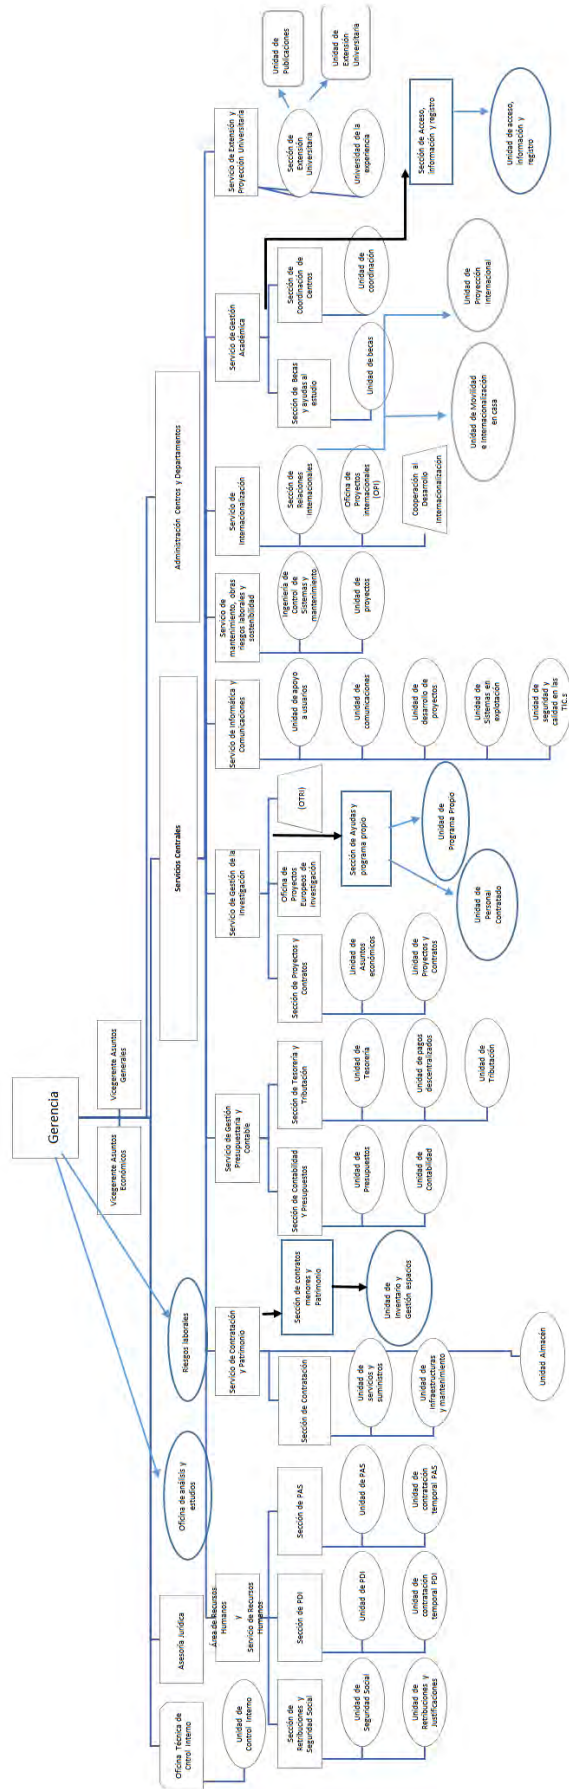 Gerencia
Vicegerente Asuntos
Económicos
Vicegerente Asuntos
Generales
Oficina Técnica de
Cntrol Interno
Asesoría Jurídica
Oficina de análisis y
estudios
Riesgos laborales
Servicios Centrales
Administración Centros y Departamentos
Unidad de
Control Interno
Área de Recursos
Humanos
y
Servicio de Recursos
Humanos
Sección de
Retribuciones y
Seguridad Social
Unidad de
Seguridad Social
Unidad de
Retribuciones y
Justificaciones
Sección de PDI
Unidad de PDI
Unidad de
contratación
temporal PDI
Sección de PAS
Unidad de PAS
Unidad de
contratación
temporal PAS
Servicio de Contratación
y Patrimonio
Sección de Contratación
Unidad de
servicios y
suministros
Unidad de
infraestructuras
y mantenimiento
Unidad Almacén
Sección de contratos
menores y
Patrimonio
Unidad de
Inventario y
Gestión espacios
Servicio de Gestión
Presupuestaria y
Contable
Sección de Contabilidad
y Presupuestos
Unidad de
Presupuestos
Unidad de
Contabilidad
Sección de Tesorería y
Tributación
Unidad de
Tesorería
Unidad de pagos
descentralizados
Unidad de
Tributación
Servicio de Gestión de la
Investigación
Sección de Proyectos y
Contratos
Unidad de
Asuntos
económicos
Unidad de
Proyectos y
Contratos
Oficina de
Proyectos
Europeos de
Investigación
(OTRI)
Sección de Ayudas y
programa propio
Unidad de
Personal
Contratado
Unidad de
Programa Propio
Servicio de Informática y
Comunicaciones
Unidad de apoyo
a usuarios
Unidad de
comunicaciones
Unidad de
desarrollo de
proyectos
Unidad de
Sistemas en
explotación
Unidad de
seguridad y
calidad en las
TIC,s
Servicio de
mantenimiento, obras
riesgos laborales y
sostenibilidad
Ingeniería de
Control de
Sistemas y
mantenimiento
Unidad de
proyectos
Servicio de
Internacionalización
Sección de
Relaciones
Internacionales
Oficina de
Proyectos
internacionales
(OPI)
Cooperación al
Desarrollo
Internacionalización
Unidad de Movilidad
e Internacionalización
en casa
Unidad de
Proyección
Internacional
Servicio de Gestión
Académica
Sección de Becas
y ayudas al
estudio
Unidad de becas
Sección de
Coordinación de
Centros
Unidad de
coordinación
Sección de Acceso,
información y registro
Unidad de acceso,
información y
registro
Servicio de Extensión y
Proyección Universitaria
Sección de
Extensión
Universitaria
Universidad de la
experiencia
Unidad de
Publicaciones
Unidad de
Extensión
Universitaria